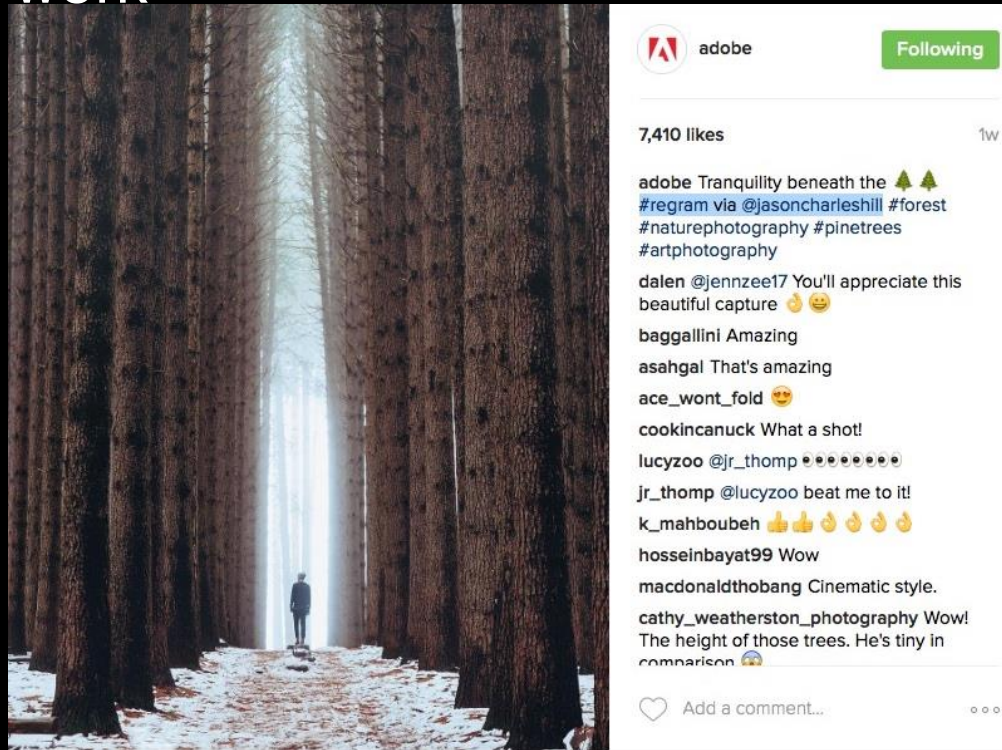 work
adobe
Following
7,410 likes
1w
adobe Tranquility beneath the 🌲🌲
#regram via @jasoncharleshill #forest
#naturephotography #pinetrees
#artphotography
dalen @jennzee17 You'll appreciate this
beautiful capture 👌😀
baggallini Amazing
asahgal That's amazing
ace_wont_fold 😍
cookincanuck What a shot!
lucyzoo @jr_thomp 👀👀👀👀
jr_thomp @lucyzoo beat me to it!
k_mahboubeh 👍👍👌👌👌👌
hosseinbayat99 Wow
macdonaldthobang Cinematic style.
cathy_weatherston_photography Wow!
The height of those trees. He's tiny in
comparison 😱
Add a comment...